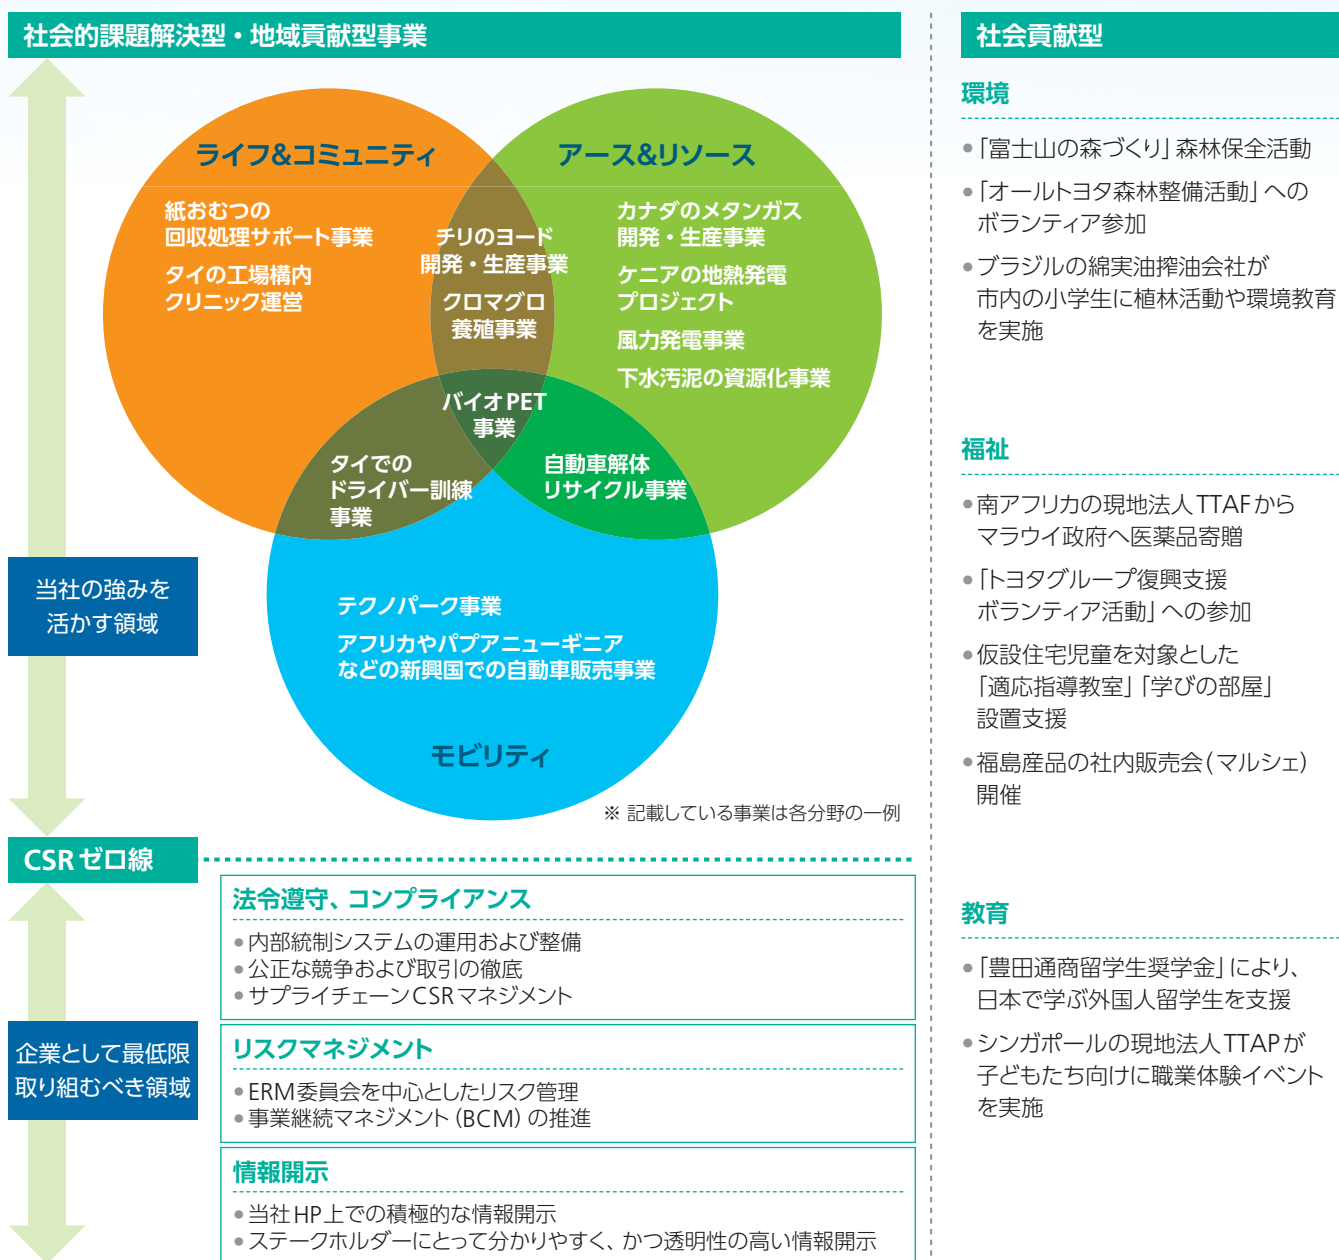 社会的課題解決型・地域貢献型事業
ライフ&コミュニティ
紙おむつの
回収処理サポート事業
タイの工場構内
クリニック運営
チリのヨード
開発・生産事業
クロマグロ
養殖事業
アース&リソース
カナダのメタンガス
開発・生産事業
ケニアの地熱発電
プロジェクト
風力発電事業
下水汚泥の資源化事業
バイオPET
事業
タイでの
ドライバー訓練
事業
自動車解体
リサイクル事業
当社の強みを
活かす領域
テクノパーク事業
アフリカやパプアニューギニア
などの新興国での自動車販売事業
モビリティ
※ 記載している事業は各分野の一例
CSRゼロ線
企業として最低限
取り組むべき領域
法令遵守、コンプライアンス
●内部統制システムの運用および整備
●公正な競争および取引の徹底
●サプライチェーンCSRマネジメント
リスクマネジメント
●ERM委員会を中心としたリスク管理
●事業継続マネジメント(BCM)の推進
情報開示
●当社HP上での積極的な情報開示
●ステークホルダーにとって分かりやすく、かつ透明性の高い情報開示
社会貢献型
環境
●「富士山の森づくり」森林保全活動
●「オールトヨタ森林整備活動」への
ボランティア参加
●ブラジルの綿実油搾油会社が
市内の小学生に植林活動や環境教育
を実施
福祉
●南アフリカの現地法人TTAFから
マラウイ政府へ医薬品寄贈
●「トヨタグループ復興支援
ボランティア活動」への参加
●仮設住宅児童を対象とした
「適応指導教室」「学びの部屋」
設置支援
●福島産品の社内販売会(マルシェ)
開催
教育
●「豊田通商留学生奨学金」により、
日本で学ぶ外国人留学生を支援
●シンガポールの現地法人TTAPが
子どもたち向けに職業体験イベント
を実施